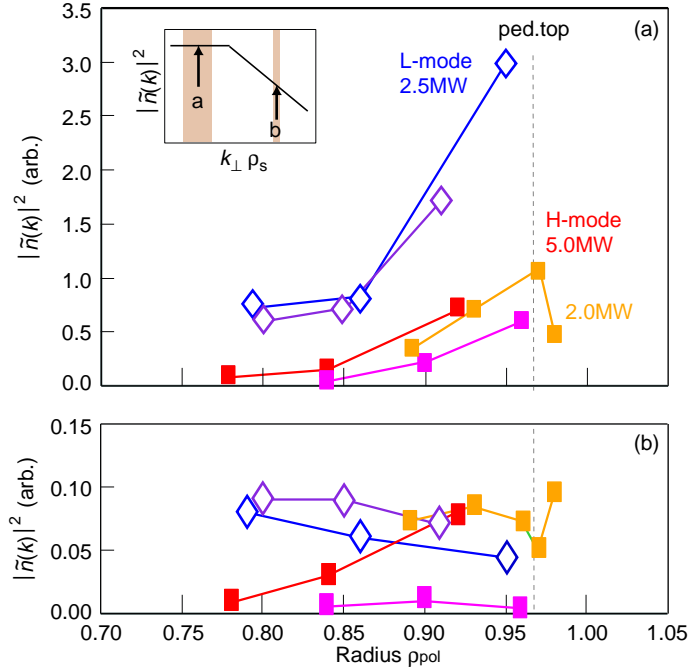 3.5
3.0
2.5
2.0
1.5
1.0
0.5
0.0
|ñ(k)|² (arb.)
|ñ(k)|²
a
b
k⊥ ρs
ped.top
(a)
L-mode
2.5MW
H-mode
5.0MW
2.0MW
0.15
0.10
0.05
0.00
|ñ(k)|² (arb.)
(b)
0.70
0.80
0.85
0.90
0.95
1.00
1.05
Radius ρpol